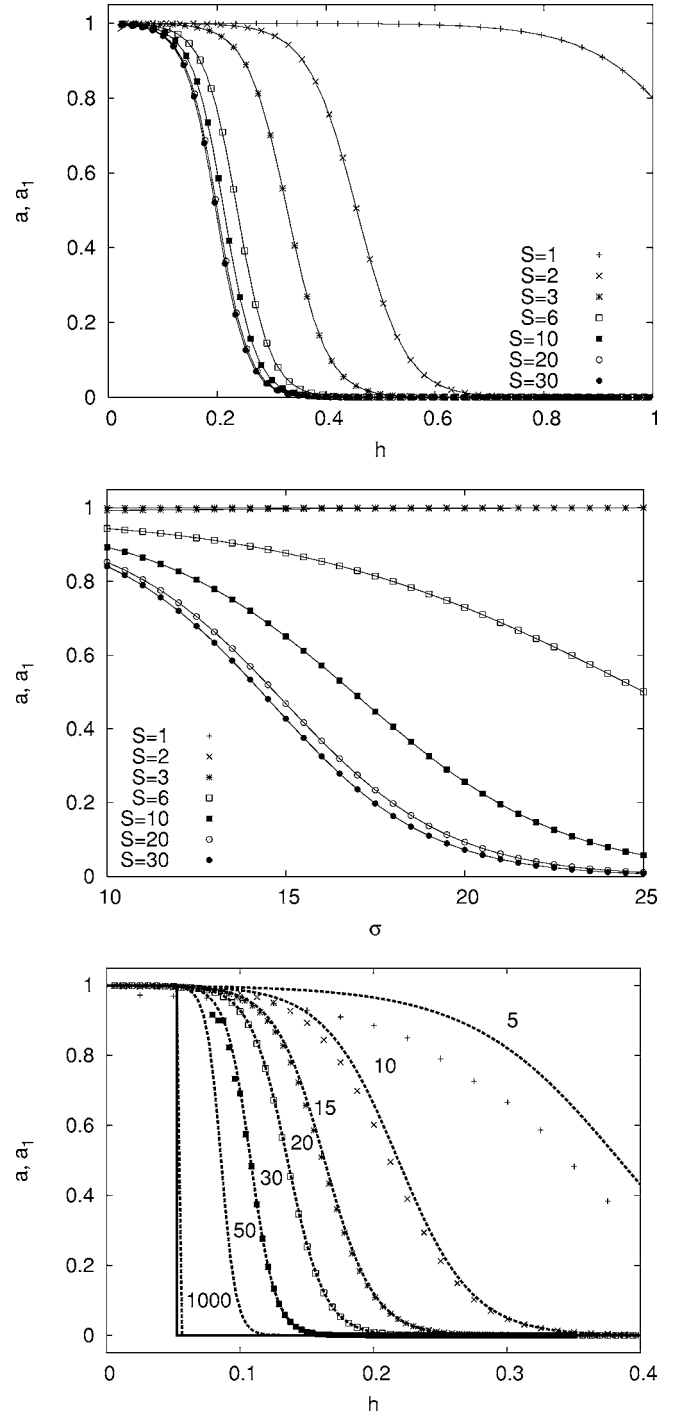 1
0.8
0.6
0.4
0.2
0
a, a₁
S=1 +
S=2 ×
S=3 ∗
S=6 □
S=10 ■
S=20 ○
S=30 ●
0 0.2 0.4 0.6 0.8 1
h
1
0.8
0.6
0.4
0.2
0
a, a₁
S=1 +
S=2 ×
S=3 ∗
S=6 □
S=10 ■
S=20 ○
S=30 ●
10 15 20 25
σ
1
0.8
0.6
0.4
0.2
0
a, a₁
5
10
15
20
30
50
1000
0 0.1 0.2 0.3 0.4
h